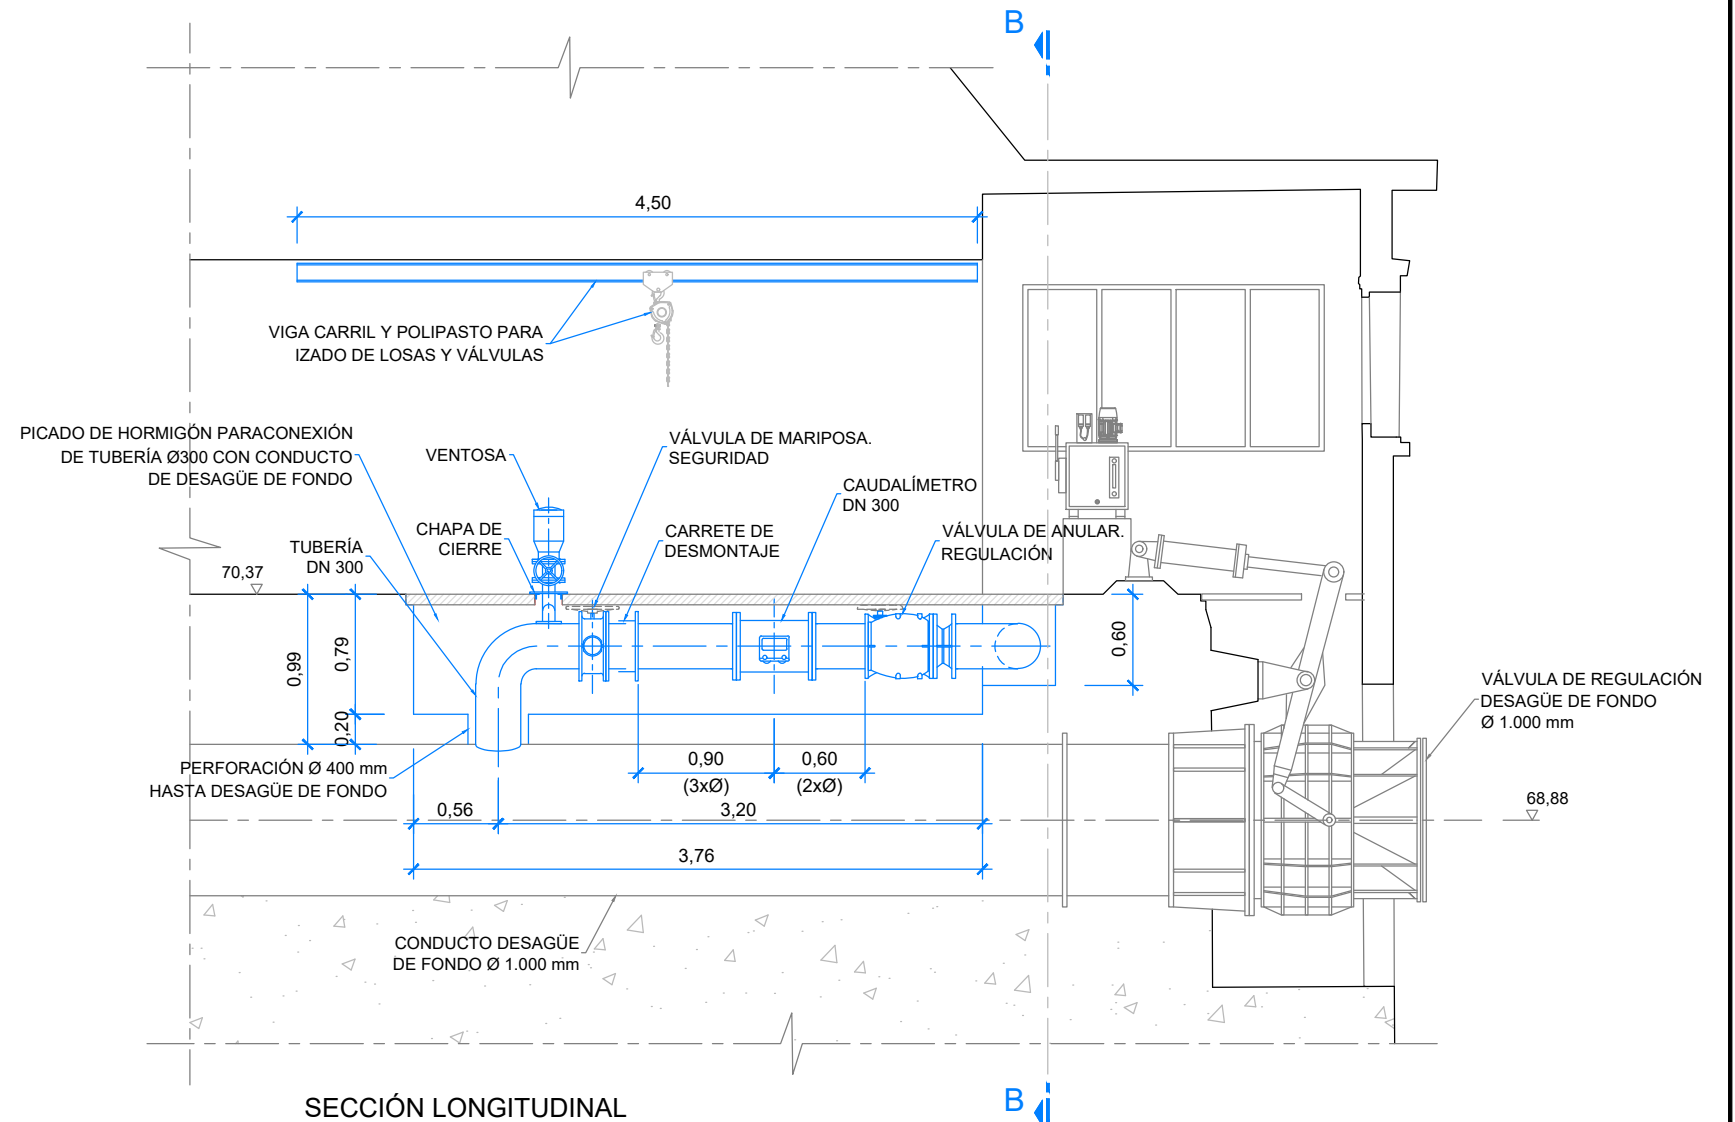 B
4,50
VIGA CARRIL Y POLIPASTO PARA
IZADO DE LOSAS Y VÁLVULAS
PICADO DE HORMIGÓN PARACONEXIÓN
DE TUBERÍA Ø300 CON CONDUCTO
DE DESAGÜE DE FONDO
VENTOSA
VÁLVULA DE MARIPOSA.
SEGURIDAD
CAUDALÍMETRO
DN 300
CHAPA DE
CIERRE
CARRETE DE
DESMONTAJE
VÁLVULA DE ANULAR.
REGULACIÓN
TUBERÍA
DN 300
70,37
0,99
0,79
0,20
0,60
VÁLVULA DE REGULACIÓN
DESAGÜE DE FONDO
Ø 1.000 mm
PERFORACIÓN Ø 400 mm
HASTA DESAGÜE DE FONDO
0,90
(3xØ)
0,60
(2xØ)
0,56
3,20
68,88
3,76
CONDUCTO DESAGÜE
DE FONDO Ø 1.000 mm
B
SECCIÓN LONGITUDINAL